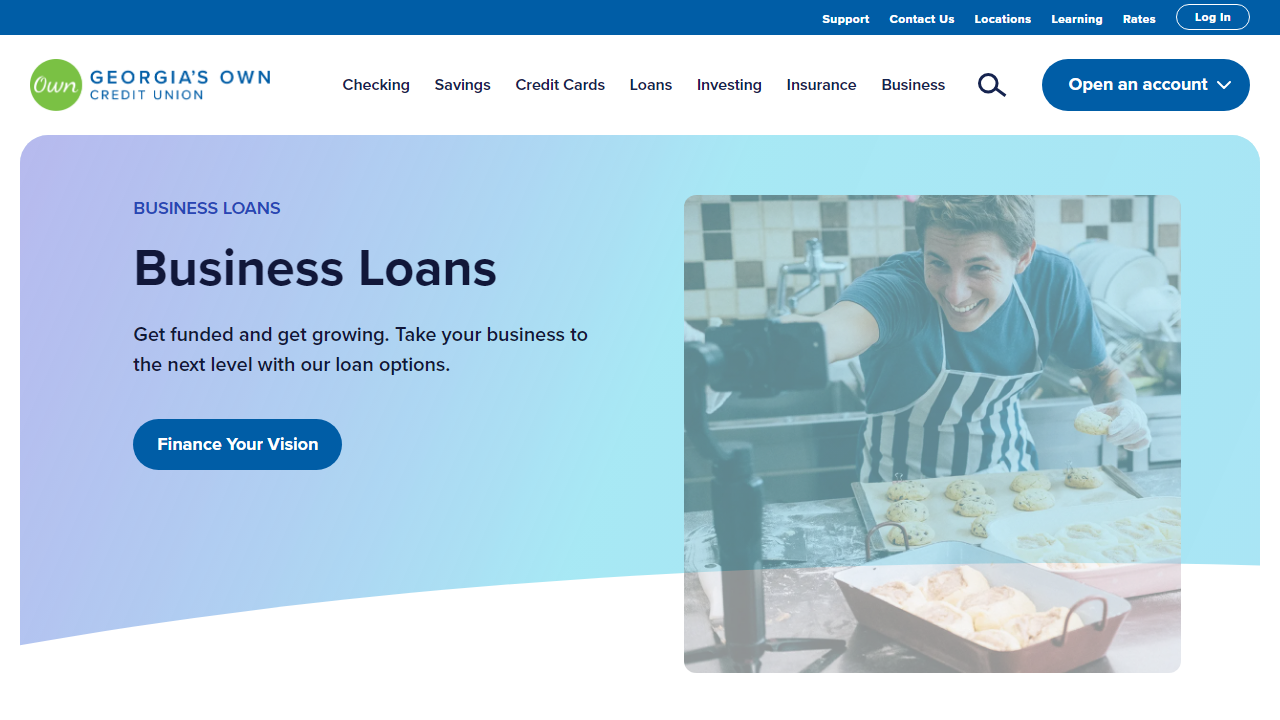 Support Contact Us Locations Learning Rates Log In
Own GEORGIA'S OWN
CREDIT UNION
Checking Savings Credit Cards Loans Investing Insurance Business Open an account
BUSINESS LOANS
Business Loans
Get funded and get growing. Take your business to
the next level with our loan options.
Finance Your Vision